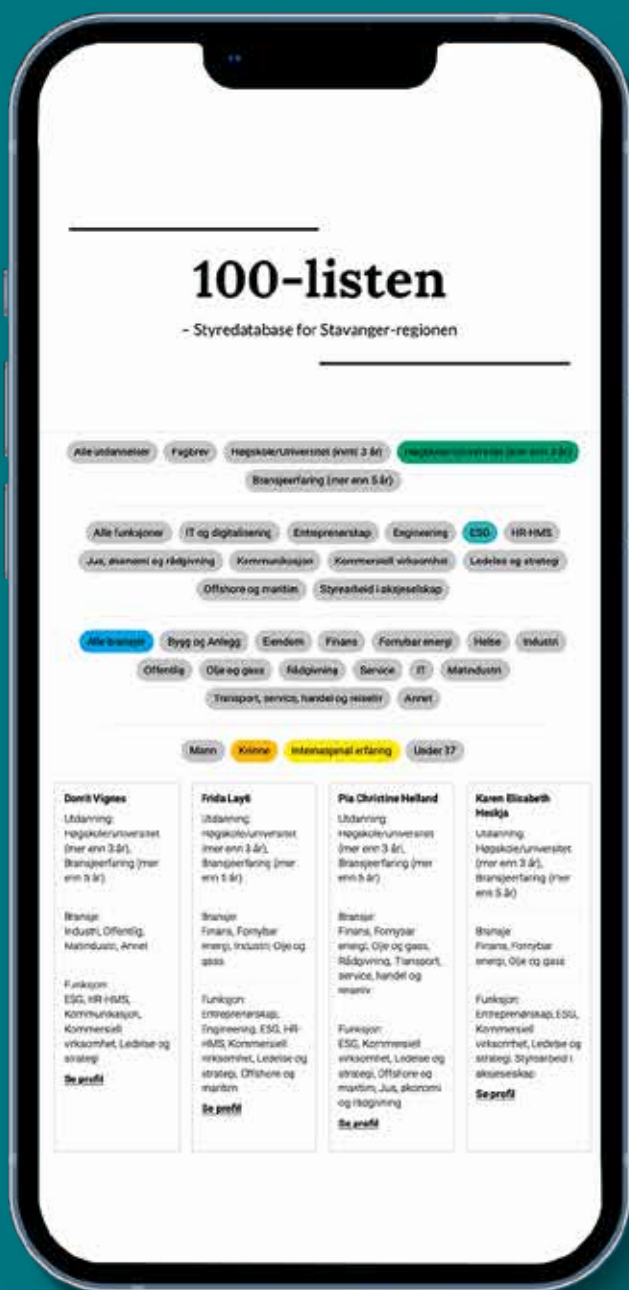 100-listen
– Styredatabase for Stavanger-regionen
Alle utdannelser Fagbrev Høgskole/Universitet (inntil 3 år) Høgskole/Universitet (mer enn 3 år)
Bransjeerfaring (mer enn 5 år)
Alle funksjoner IT og digitalisering Entreprenørskap Engineering ESG HR-HMS
Jus, økonomi og rådgivning Kommunikasjon Kommersiell virksomhet Ledelse og strategi
Offshore og maritim Styrearbeid i aksjeselskap
Alle bransjer Bygg og Anlegg Eiendom Finans Fornybar energi Helse Industri
Offentlig Olje og gass Rådgivning Service IT Matindustri
Transport, service, handel og reiseliv Annet
Mann Kvinne Internasjonal erfaring Under 37
Dorrit Vignes
Utdanning:
Høgskole/universitet
(mer enn 3 år),
Bransjeerfaring (mer
enn 5 år)
Bransje:
Industri, Offentlig,
Matindustri, Annet
Funksjon:
ESG, HR-HMS,
Kommunikasjon,
Kommersiell
virksomhet, Ledelse og
strategi
Se profil
Frida
Utdanning:
Høgskole/universitet
(mer enn 3 år),
Bransjeerfaring (mer
enn 5 år)
Bransje:
Finans, Fornybar
energi, Industri, Olje og
gass
Funksjon:
Entreprenørskap,
Engineering, ESG, HR-
HMS, Kommersiell
virksomhet, Ledelse og
strategi, Offshore og
maritim
Se profil
Pia Christine Helland
Utdanning:
Høgskole/universitet
(mer enn 3 år),
Bransjeerfaring (mer
enn 5 år)
Bransje:
Finans, Fornybar
energi, Olje og gass,
Rådgivning, Transport,
service, handel og
reiseliv
Funksjon:
ESG, Kommersiell
virksomhet, Ledelse og
strategi, Offshore og
maritim, Jus, økonomi
og rådgivning
Se profil
Karen Elisabeth
Heskja
Utdanning:
Høgskole/universitet
(mer enn 3 år),
Bransjeerfaring (mer
enn 5 år)
Bransje:
Finans, Fornybar
energi, Olje og gass
Funksjon:
Entreprenørskap, ESG,
Kommersiell
virksomhet, Ledelse og
strategi, Styrearbeid i
aksjeselskap
Se profil